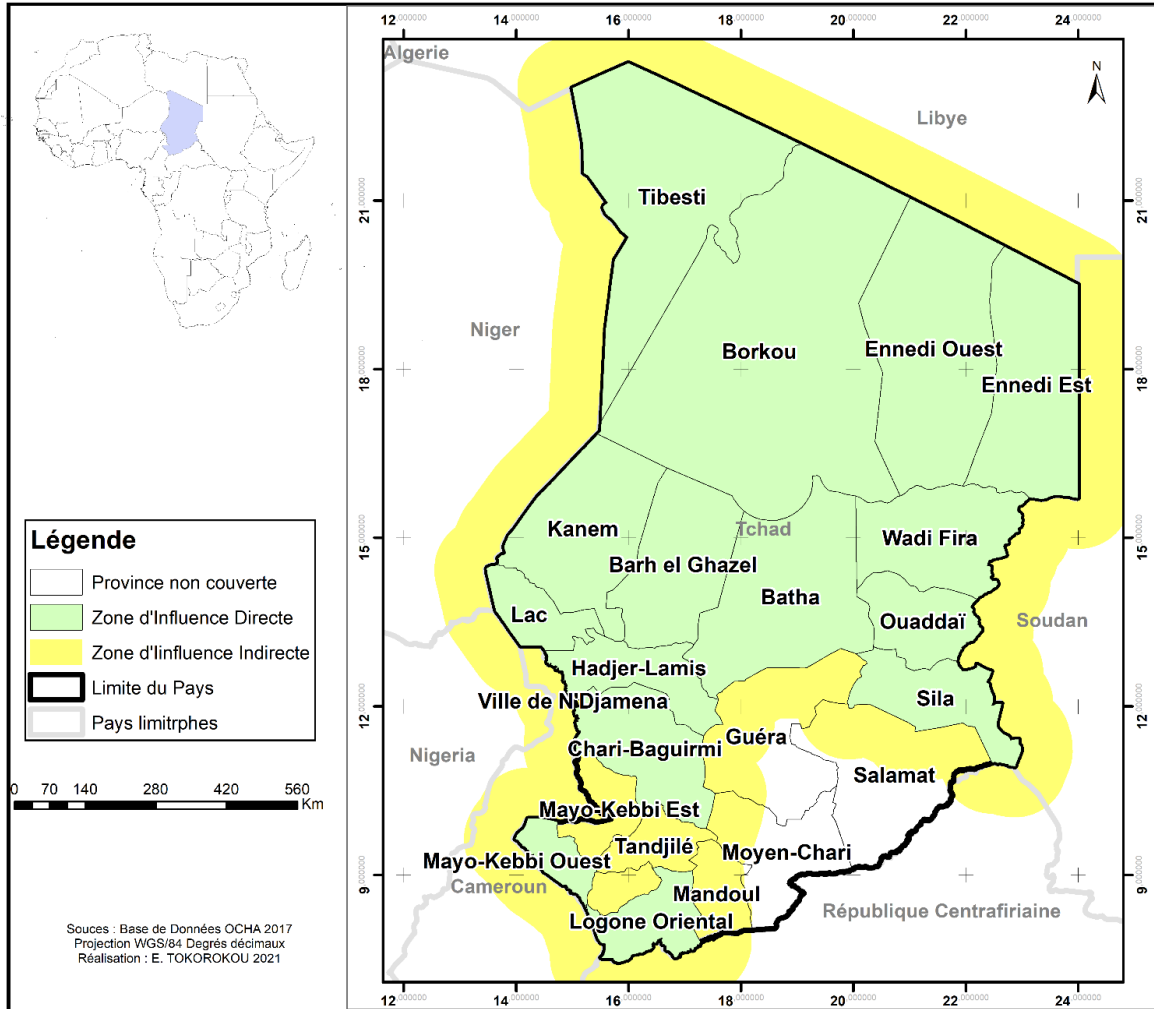 12.000000 14.000000 16.000000 18.000000 20.000000 22.000000 24.000000
Algerie
N
Libye
21.000000
21.000000
Tibesti
Niger
Borkou
Ennedi Ouest
18.000000
18.000000
Ennedi Est
Légende
Province non couverte
Zone d'Influence Directe
Zone d'Iinfluence Indirecte
Limite du Pays
Pays limitrphes
Kanem
Tchad
Wadi Fira
15.000000
15.000000
Barh el Ghazel
Batha
Lac
Ouaddaï
Soudan
Hadjer-Lamis
Ville de N'Djamena
Sila
12.000000
12.000000
Nigeria
Chari-Baguirmi
Guéra
Salamat
0 70 140 280 420 560
Km
Mayo-Kebbi Est
Tandjilé
Moyen-Chari
Mayo-Kebbi Ouest
Cameroun
9.000000
9.000000
Mandoul
Logone Oriental
République Centrafiriaine
Souces : Base de Données OCHA 2017
Projection WGS/84 Degrés décimaux
Réalisation : E. TOKOROKOU 2021
12.000000 14.000000 16.000000 18.000000 20.000000 22.000000 24.000000